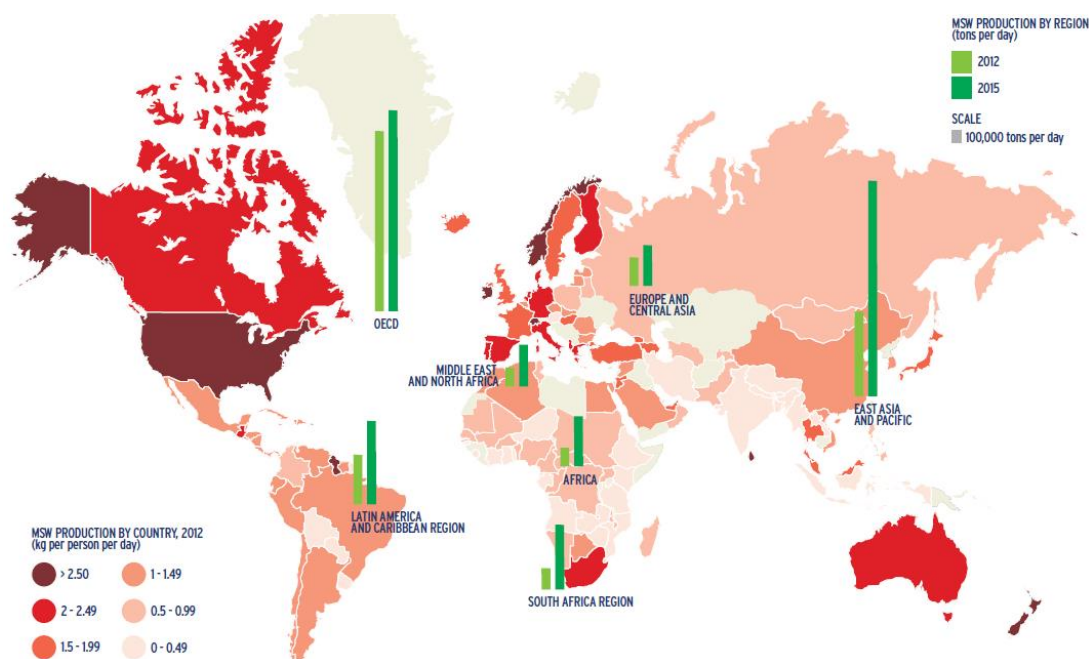 MSW PRODUCTION BY REGION
(tons per day)
2012
2015
SCALE
100,000 tons per day
OECD
EUROPE AND
CENTRAL ASIA
MIDDLE EAST
AND NORTH AFRICA
EAST ASIA
AND PACIFIC
AFRICA
LATIN AMERICA
AND CARIBBEAN REGION
SOUTH AFRICA REGION
MSW PRODUCTION BY COUNTRY, 2012
(kg per person per day)
> 2.50
1 - 1.49
2 - 2.49
0.5 - 0.99
1.5 - 1.99
0 - 0.49